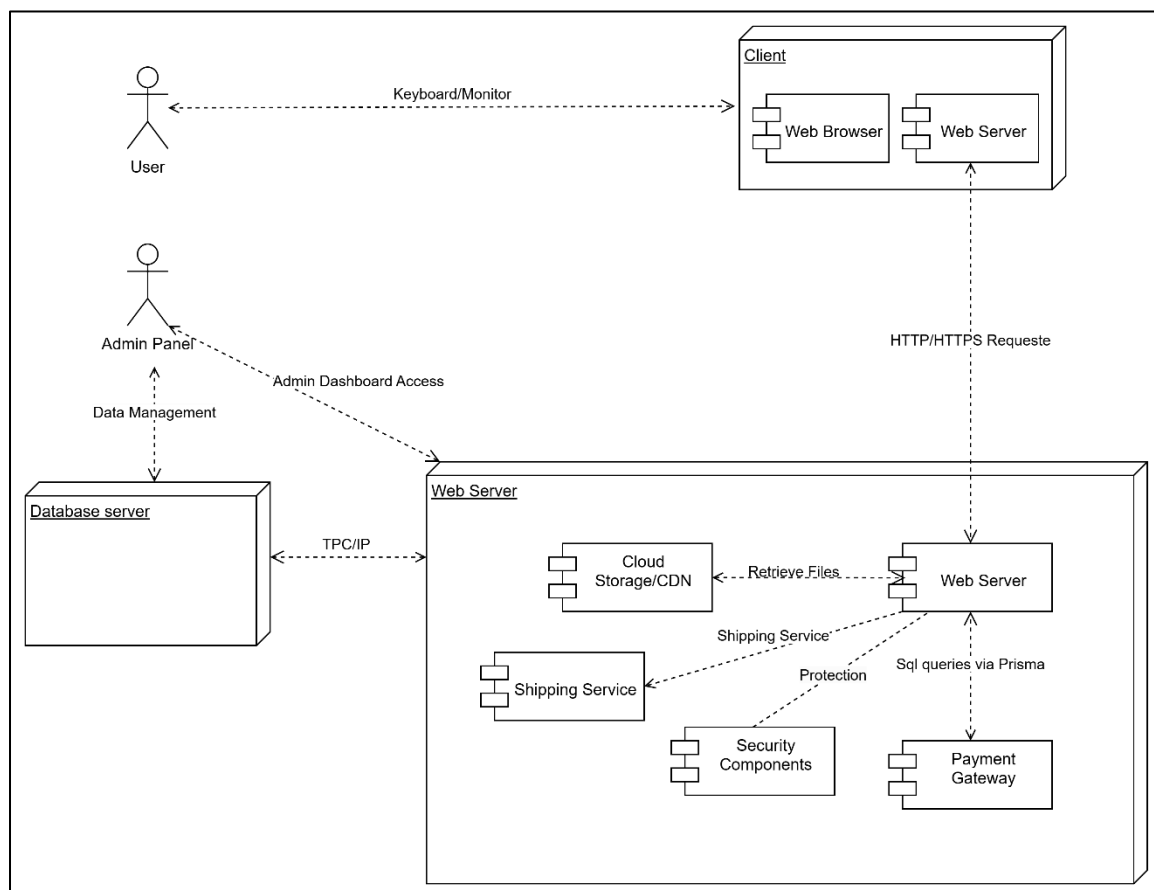 Client
Keyboard/Monitor
Web Browser
Web Server
User
Admin Panel
HTTP/HTTPS Requeste
Admin Dashboard Access
Data Management
Web Server
Database server
TPC/IP
Cloud
Storage/CDN
Retrieve Files
Web Server
Shipping Service
Sql queries via Prisma
Protection
Shipping Service
Security
Components
Payment
Gateway